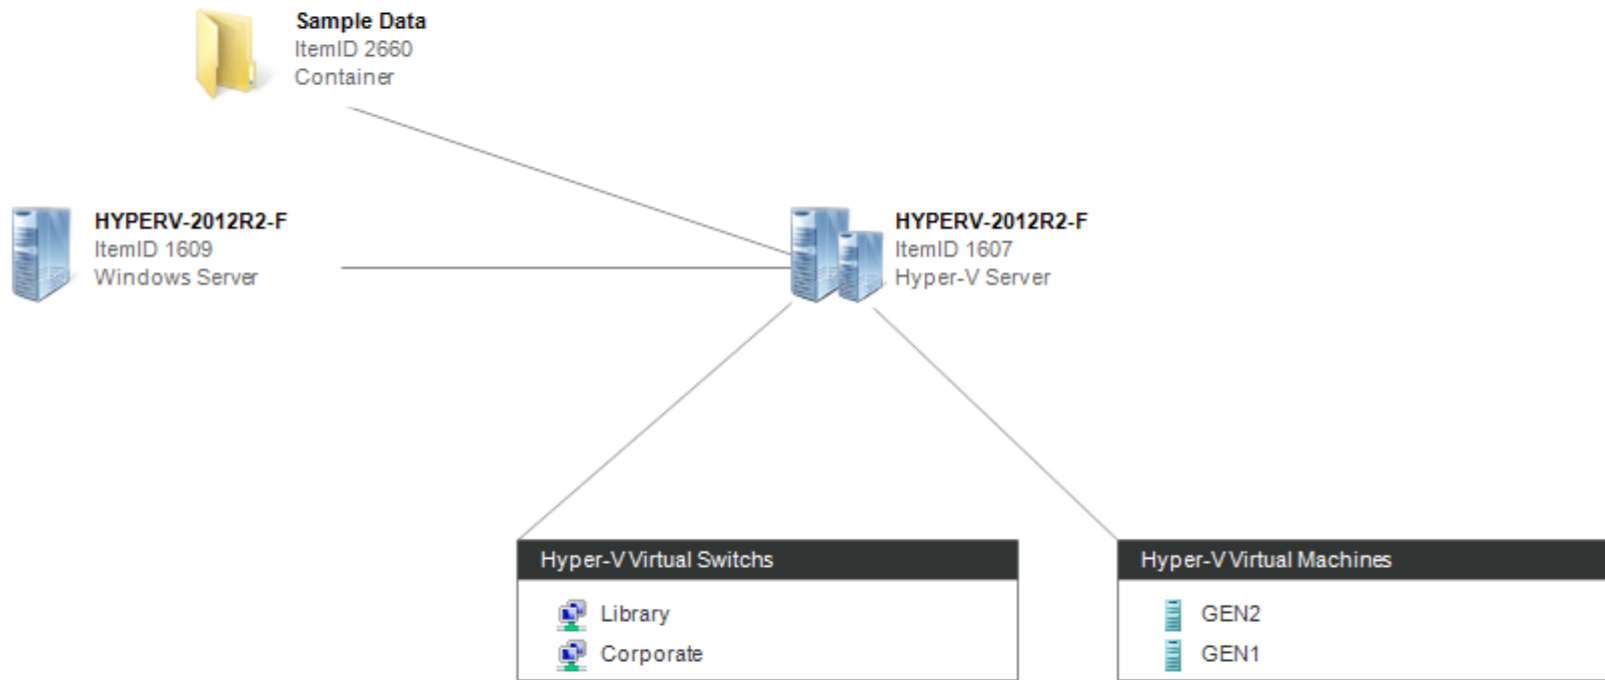 Sample Data
ItemID 2660
Container
HYPERV-2012R2-F
ItemID 1609
Windows Server
HYPERV-2012R2-F
ItemID 1607
Hyper-V Server
Hyper-V Virtual Switchs
Library
Corporate
Hyper-V Virtual Machines
GEN2
GEN1